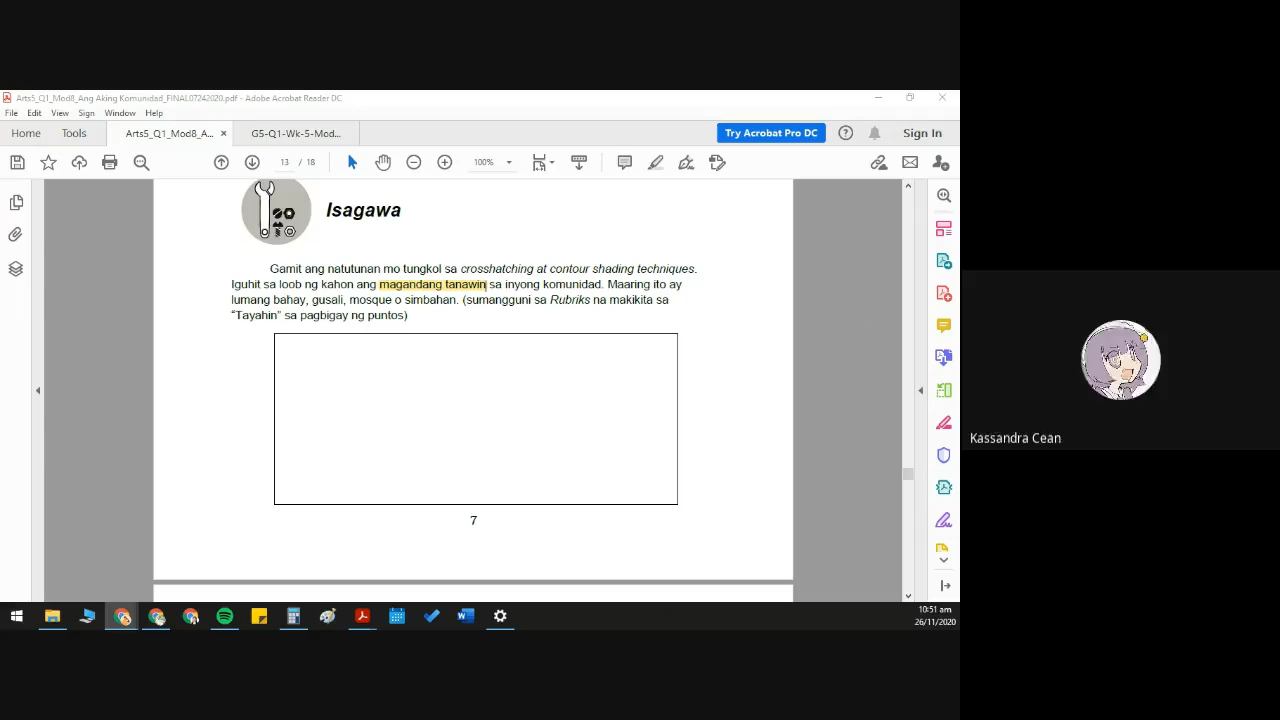 Arts5_Q1_Mod8_Ang Aking Komunidad_FINAL07242020.pdf - Adobe Acrobat Reader DC
File Edit View Sign Window Help
Home Tools Arts5_Q1_Mod8_A... × G5-Q1-Wk-5-Mod... Try Acrobat Pro DC Sign In
13 / 18 100%
Isagawa
Gamit ang natutunan mo tungkol sa crosshatching at contour shading techniques.
Iguhit sa loob ng kahon ang magandang tanawin sa inyong komunidad. Maaring ito ay
lumang bahay, gusali, mosque o simbahan. (sumangguni sa Rubriks na makikita sa
“Tayahin” sa pagbigay ng puntos)
7
Kassandra Cean
10:51 am
26/11/2020